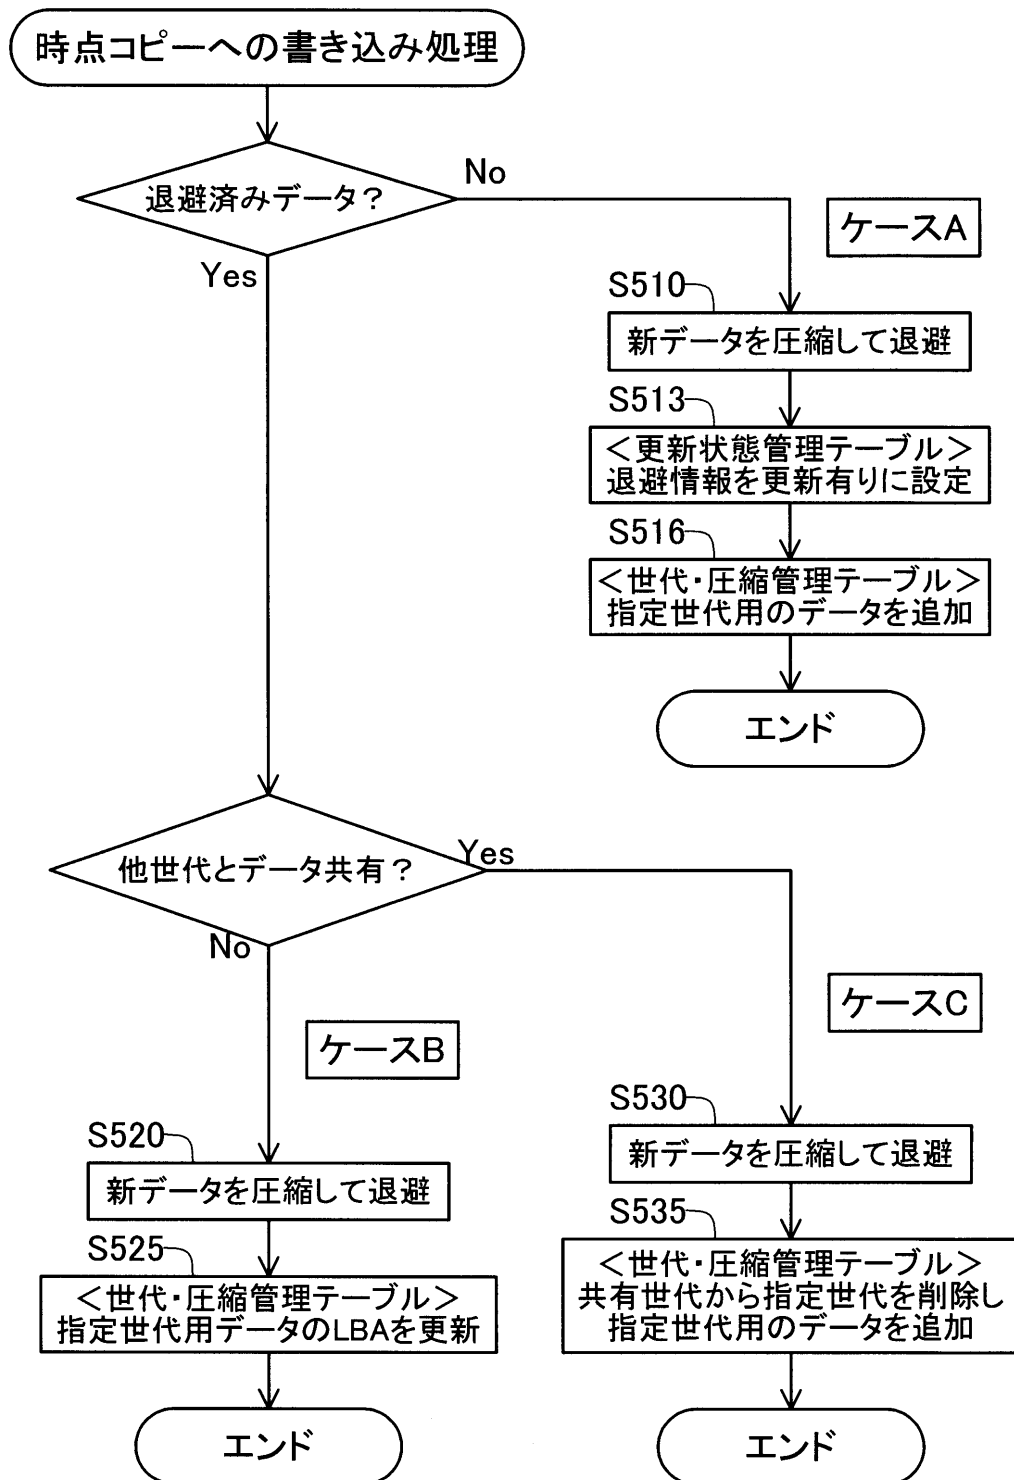 時点コピーへの書き込み処理
退避済みデータ？
No
Yes
ケースA
S510
新データを圧縮して退避
S513
＜更新状態管理テーブル＞
退避情報を更新有りに設定
S516
＜世代・圧縮管理テーブル＞
指定世代用のデータを追加
エンド
他世代とデータ共有？
Yes
No
ケースC
ケースB
S530
新データを圧縮して退避
S520
新データを圧縮して退避
S535
＜世代・圧縮管理テーブル＞
共有世代から指定世代を削除し
指定世代用のデータを追加
S525
＜世代・圧縮管理テーブル＞
指定世代用データのLBAを更新
エンド
エンド